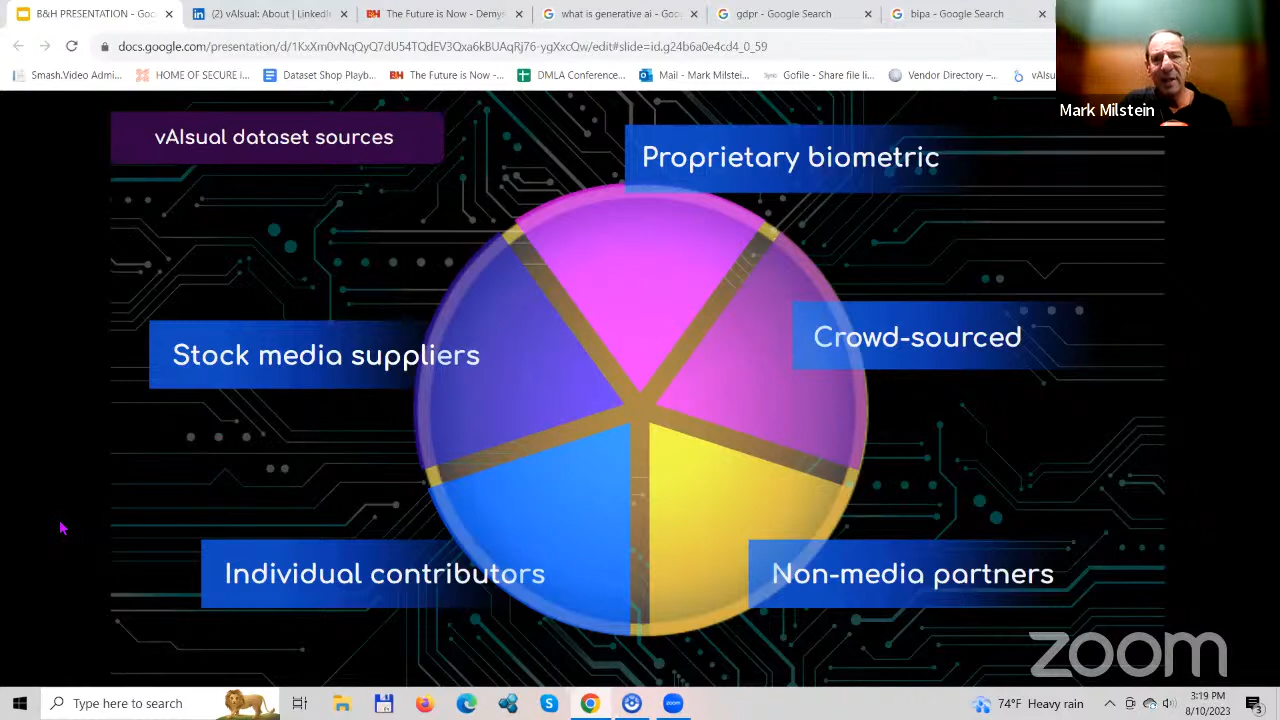 B&H PRESENTATION - Google S
(2) vAIsual: About | LinkedIn
The Future is Now - Demys
what is generative ai - Goo
gdpr - Google Search
bipa - Google Search
docs.google.com/presentation/d/1KxXm0vNqQyQ7dU54TQdEV3Qxi6kBUAqRJ76-ygXxcQw/edit#slide=id.g24b6a0e4cd4_0_59
Smash.Video Admi...
HOME OF SECURE i...
Dataset Shop Playb...
The Future is Now -...
DMLA Conference...
Mail - Mark Milstei...
Gofile - Share file li...
Vendor Directory –...
Mark Milstein
vAIsual dataset sources
Proprietary biometric
Crowd-sourced
Stock media suppliers
Individual contributors
Non-media partners
zoom
Type here to search
74°F Heavy rain
3:19 PM
8/10/2023
3